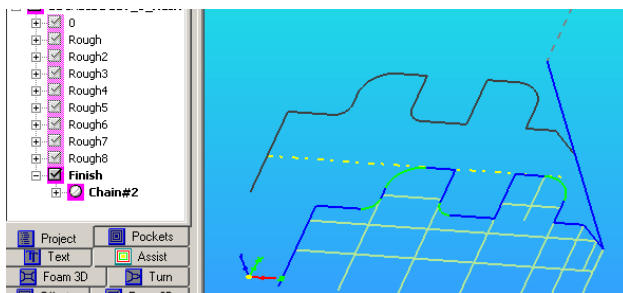 0
Rough
Rough2
Rough3
Rough4
Rough5
Rough6
Rough7
Rough8
Finish
Chain#2
Project Pockets
Text Assist
Foam 3D Turn